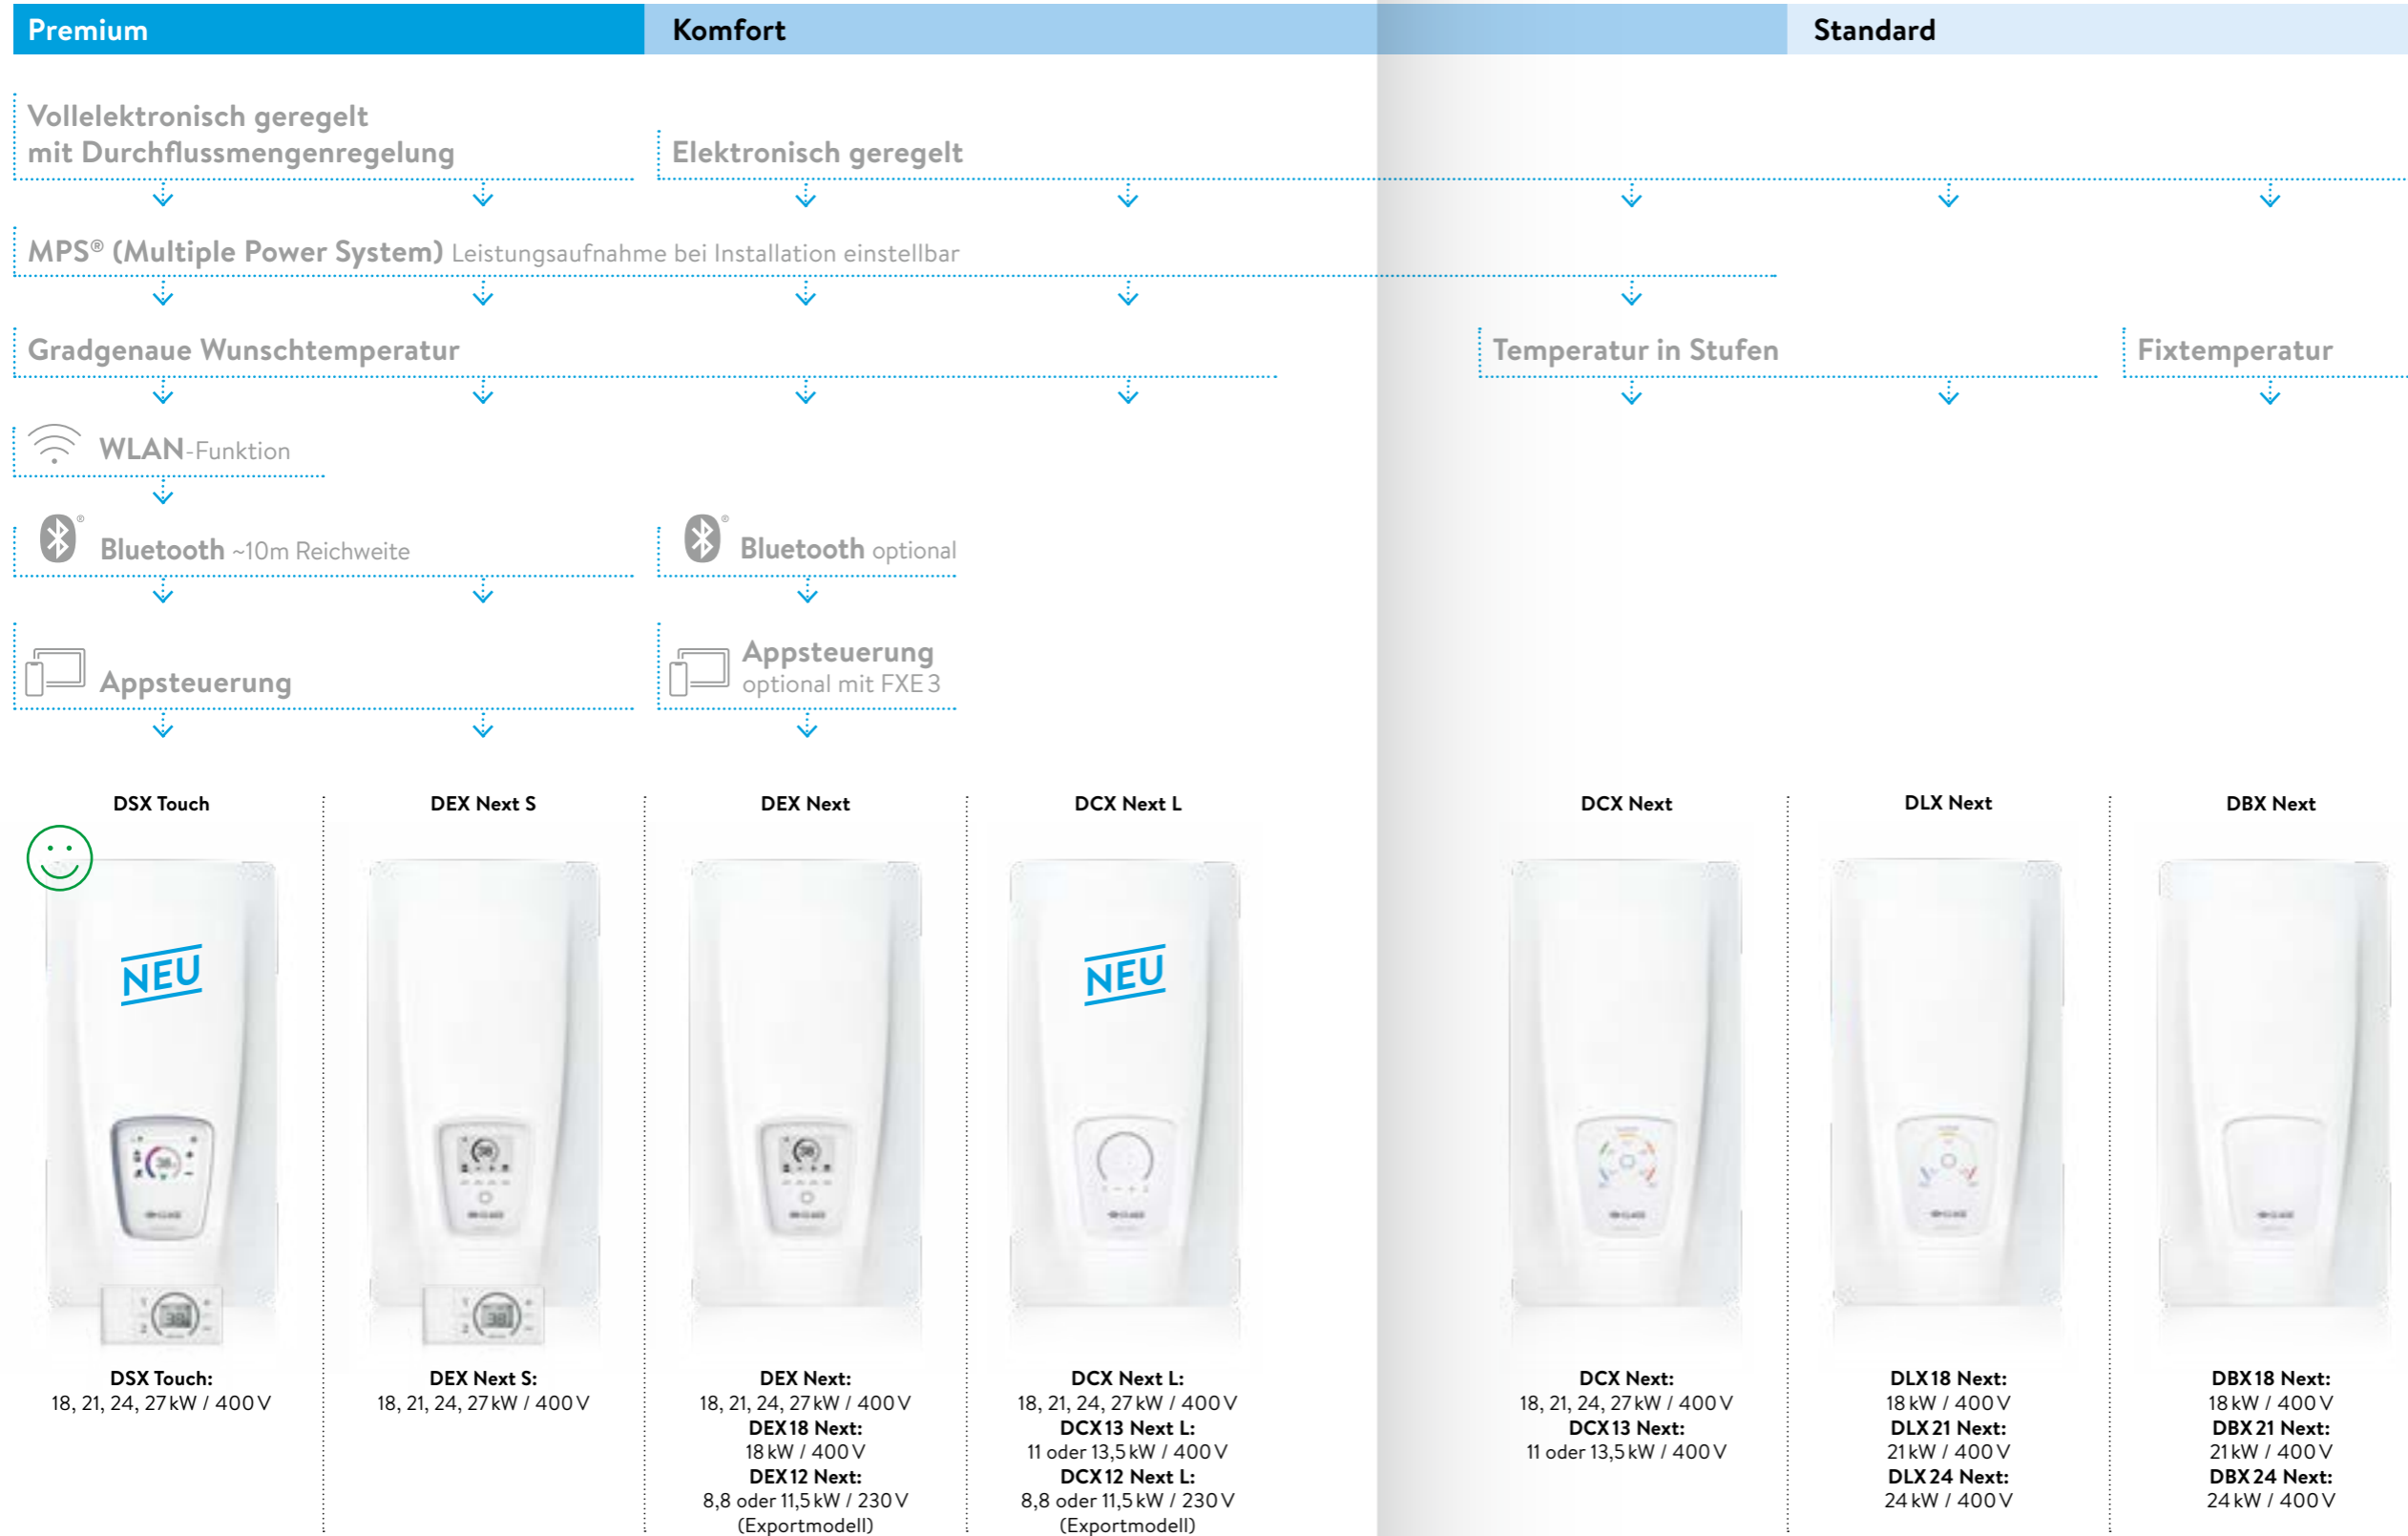 Premium
Komfort
Standard
Vollelektronisch geregelt
mit Durchflussmengenregelung
Elektronisch geregelt
MPS® (Multiple Power System) Leistungsaufnahme bei Installation einstellbar
Gradgenaue Wunschtemperatur
Temperatur in Stufen
Fixtemperatur
WLAN-Funktion
Bluetooth ~10m Reichweite
Bluetooth optional
Appsteuerung
Appsteuerung
optional mit FXE 3
DSX Touch
DEX Next S
DEX Next
DCX Next L
DCX Next
DLX Next
DBX Next
NEU
NEU
38
38
38
38
38
DSX Touch:
18, 21, 24, 27 kW / 400 V
DEX Next S:
18, 21, 24, 27 kW / 400 V
DEX Next:
18, 21, 24, 27 kW / 400 V
DEX 18 Next:
18 kW / 400 V
DEX 12 Next:
8,8 oder 11,5 kW / 230 V
(Exportmodell)
DCX Next L:
18, 21, 24, 27 kW / 400 V
DCX 13 Next L:
11 oder 13,5 kW / 400 V
DCX 12 Next L:
8,8 oder 11,5 kW / 230 V
(Exportmodell)
DCX Next:
18, 21, 24, 27 kW / 400 V
DCX 13 Next:
11 oder 13,5 kW / 400 V
DLX 18 Next:
18 kW / 400 V
DLX 21 Next:
21 kW / 400 V
DLX 24 Next:
24 kW / 400 V
DBX 18 Next:
18 kW / 400 V
DBX 21 Next:
21 kW / 400 V
DBX 24 Next:
24 kW / 400 V